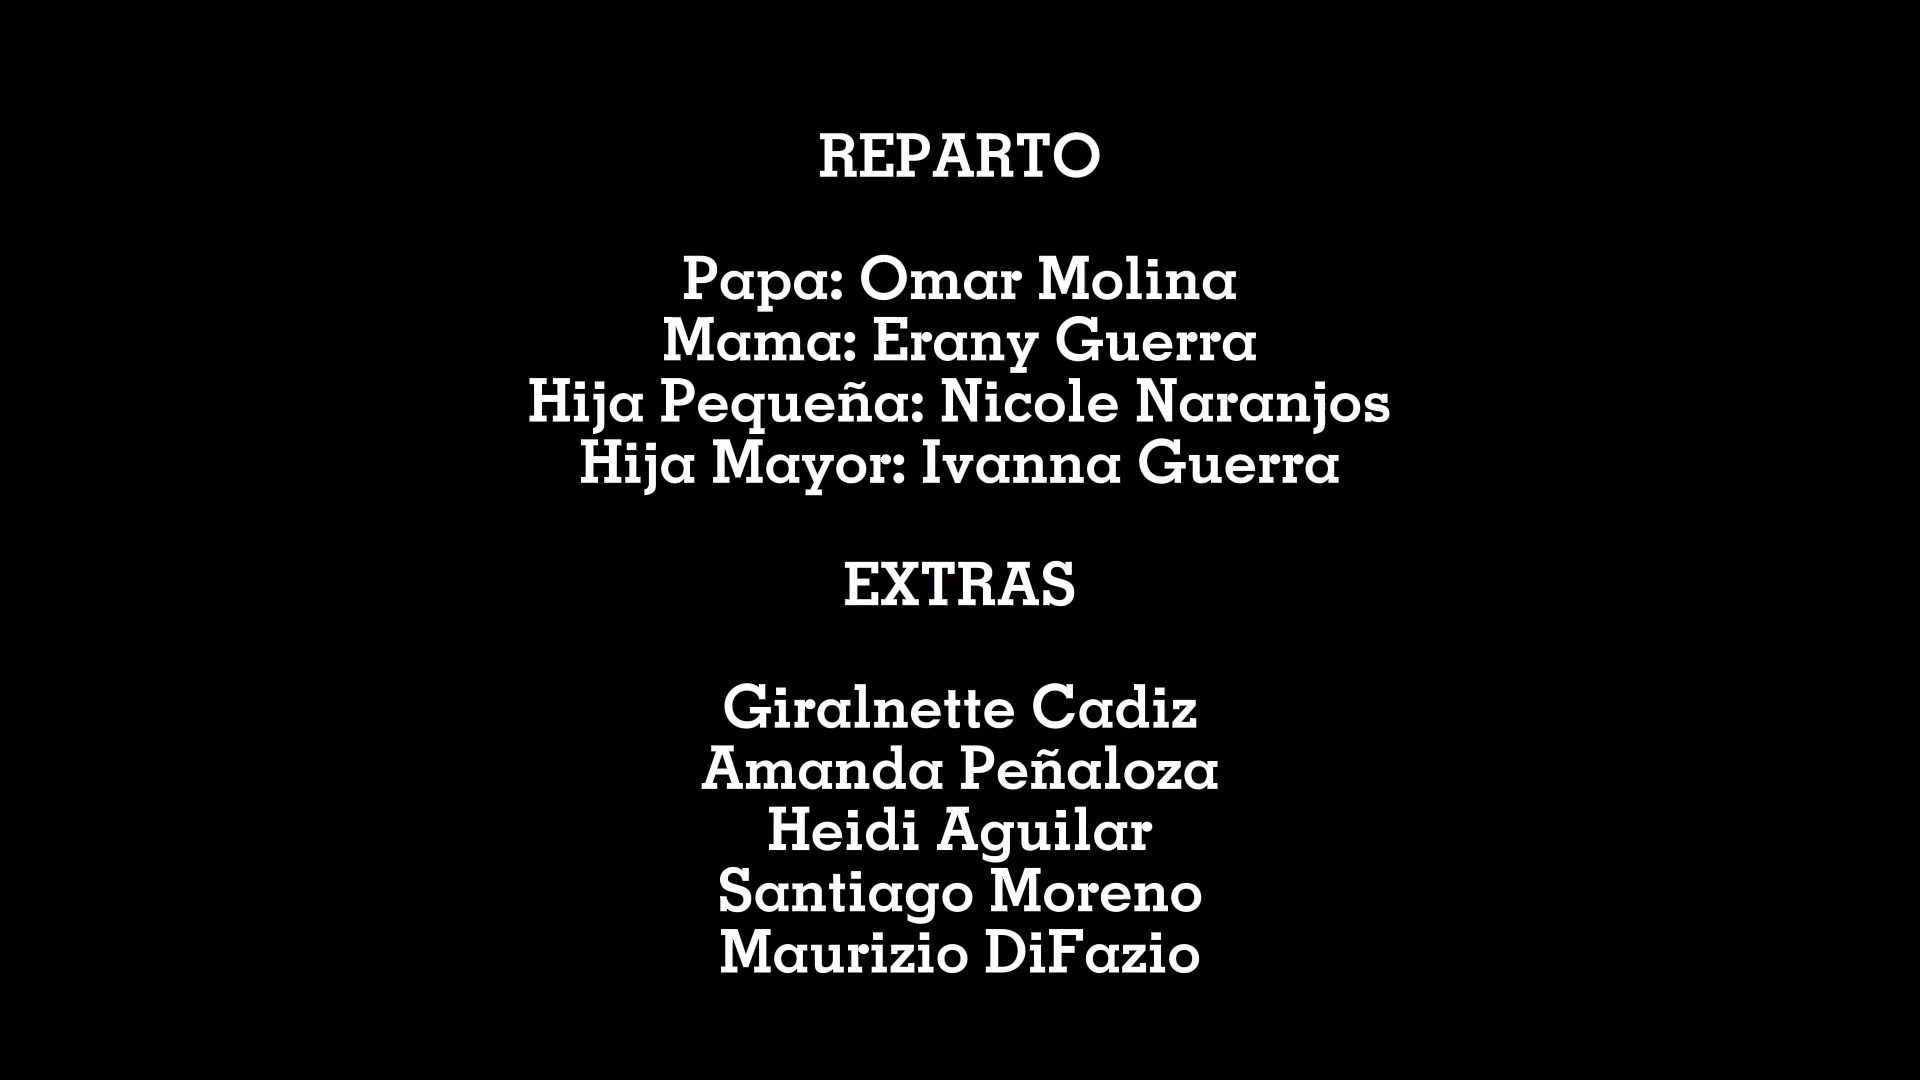 REPARTO
Papa: Omar Molina
Mama: Erany Guerra
Hija Pequeña: Nicole Naranjos
Hija Mayor: Ivanna Guerra
EXTRAS
Giralnette Cadiz
Amanda Peñaloza
Heidi Aguilar
Santiago Moreno
Maurizio DiFazio